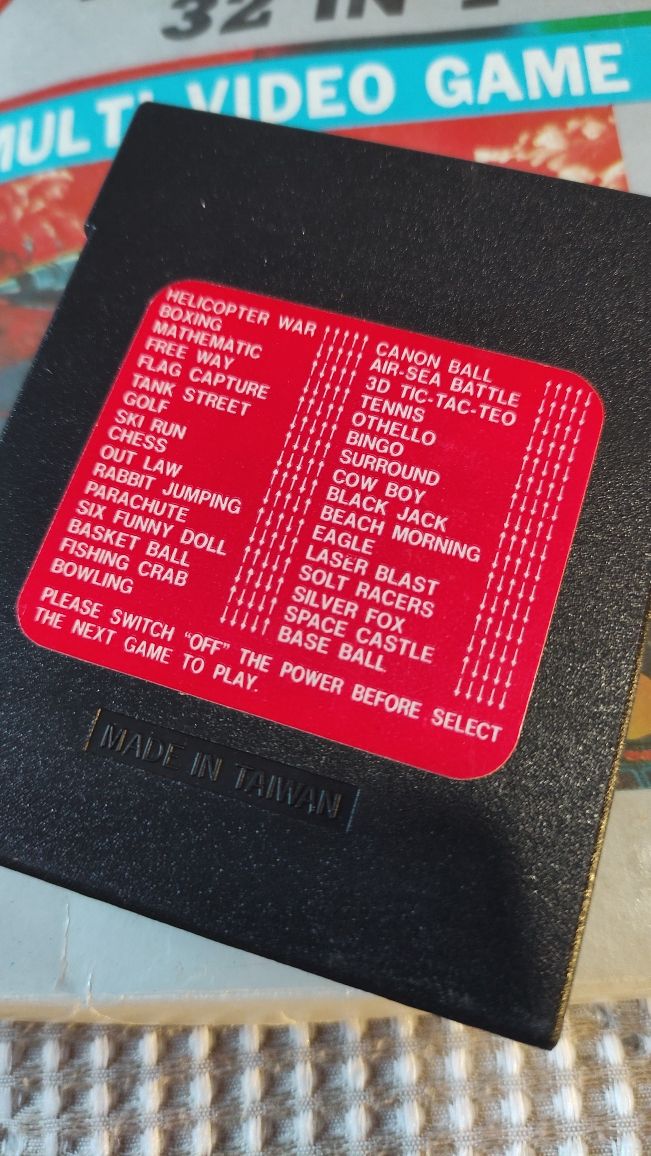 32 IN 1
MULTI VIDEO GAME
HELICOPTER WAR
BOXING
MATHEMATIC
FREE WAY
FLAG CAPTURE
TANK STREET
GOLF
SKI RUN
CHESS
OUT LAW
RABBIT JUMPING
PARACHUTE
SIX FUNNY DOLL
BASKET BALL
FISHING CRAB
BOWLING
CANON BALL
AIR-SEA BATTLE
3D TIC-TAC-TEO
TENNIS
OTHELLO
BINGO
SURROUND
COW BOY
BLACK JACK
BEACH MORNING
EAGLE
LASER BLAST
SOLT RACERS
SILVER FOX
SPACE CASTLE
BASE BALL
PLEASE SWITCH "OFF" THE POWER BEFORE SELECT
THE NEXT GAME TO PLAY.
MADE IN TAIWAN